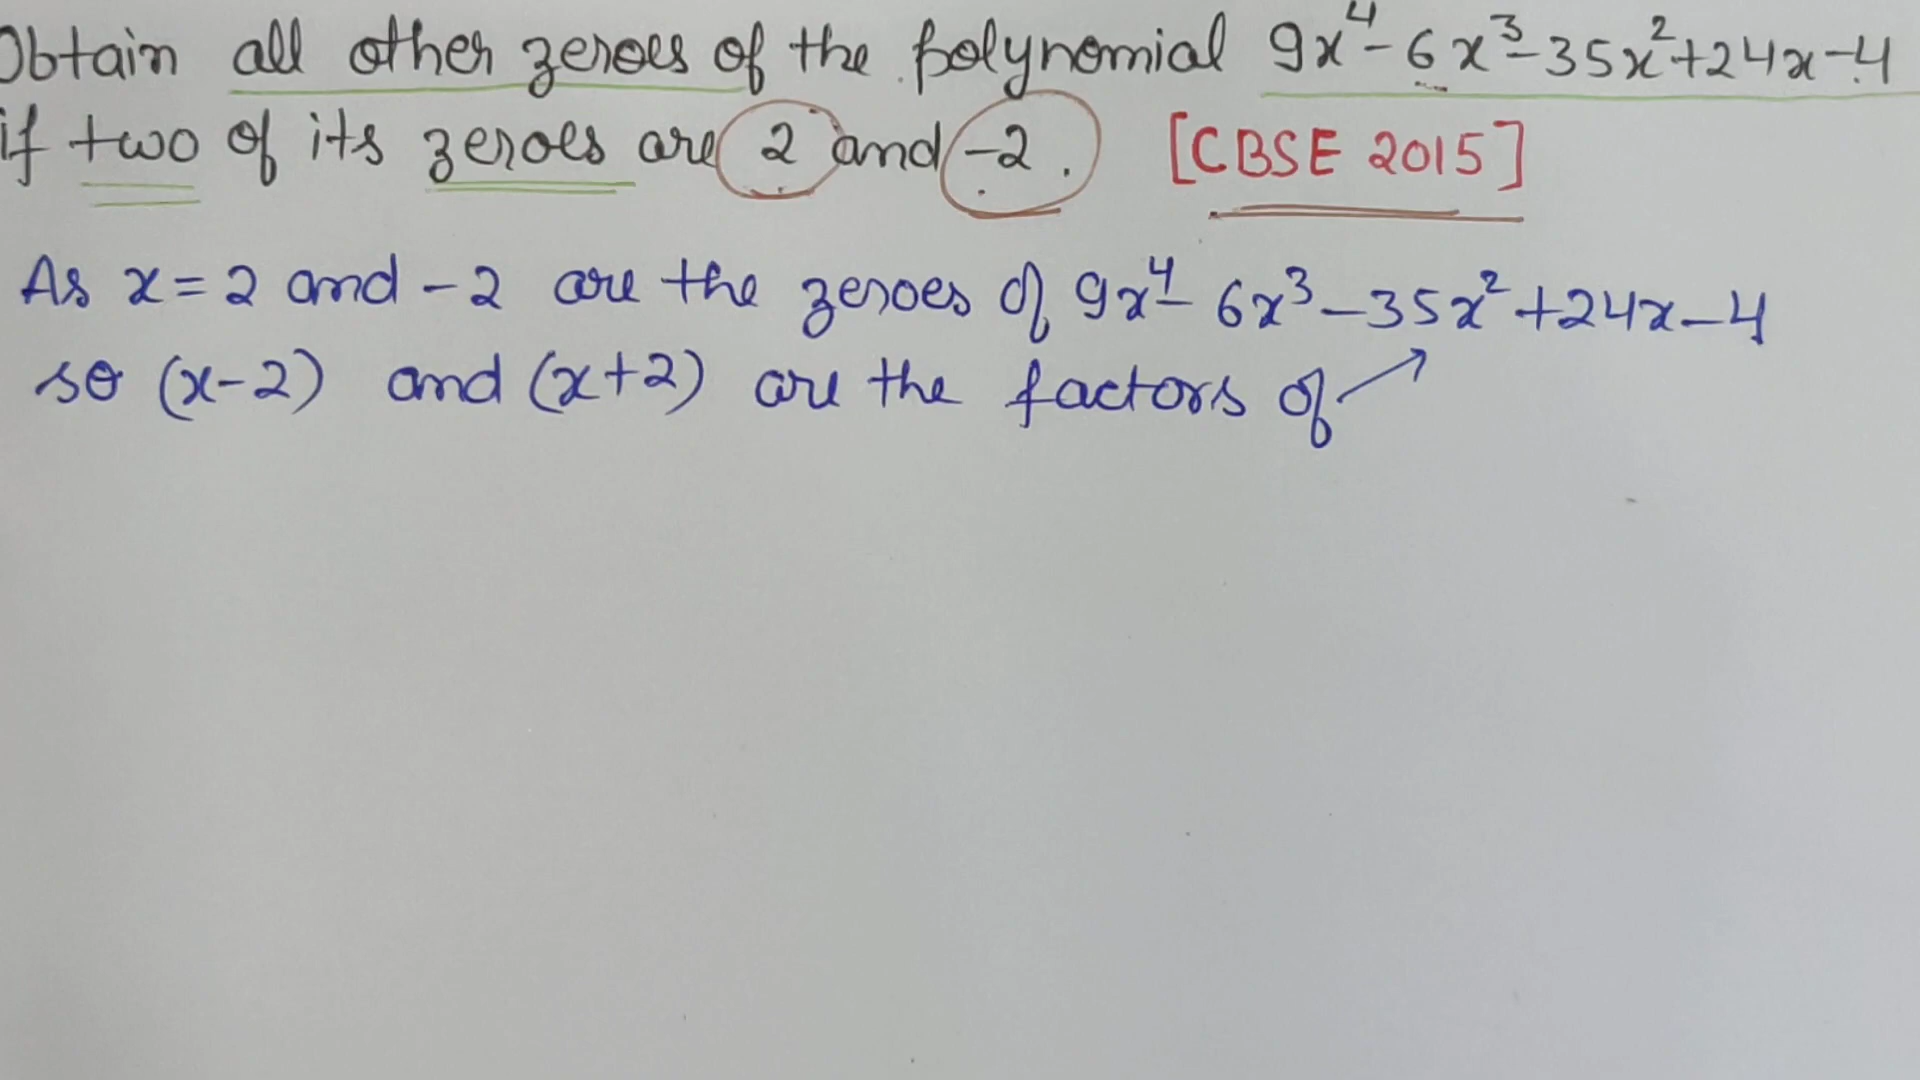 Obtain all other zeroes of the polynomial 9x⁴-6x³-35x²+24x-4
if two of its zeroes are 2 and -2. [CBSE 2015]
As x=2 and -2 are the zeroes of 9x⁴-6x³-35x²+24x-4
so (x-2) and (x+2) are the factors of ↗